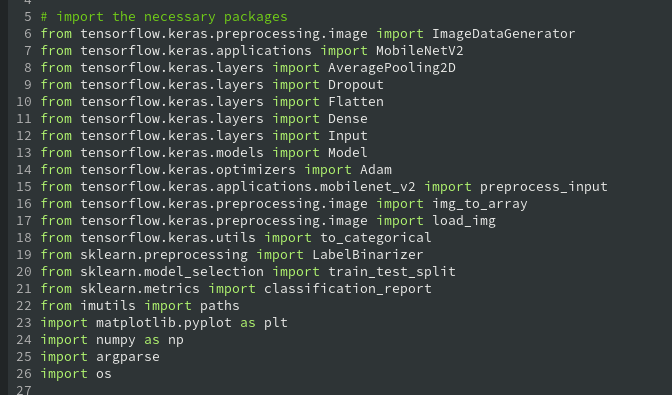 5 # import the necessary packages
6 from tensorflow.keras.preprocessing.image import ImageDataGenerator
7 from tensorflow.keras.applications import MobileNetV2
8 from tensorflow.keras.layers import AveragePooling2D
9 from tensorflow.keras.layers import Dropout
10 from tensorflow.keras.layers import Flatten
11 from tensorflow.keras.layers import Dense
12 from tensorflow.keras.layers import Input
13 from tensorflow.keras.models import Model
14 from tensorflow.keras.optimizers import Adam
15 from tensorflow.keras.applications.mobilenet_v2 import preprocess_input
16 from tensorflow.keras.preprocessing.image import img_to_array
17 from tensorflow.keras.preprocessing.image import load_img
18 from tensorflow.keras.utils import to_categorical
19 from sklearn.preprocessing import LabelBinarizer
20 from sklearn.model_selection import train_test_split
21 from sklearn.metrics import classification_report
22 from imutils import paths
23 import matplotlib.pyplot as plt
24 import numpy as np
25 import argparse
26 import os
27